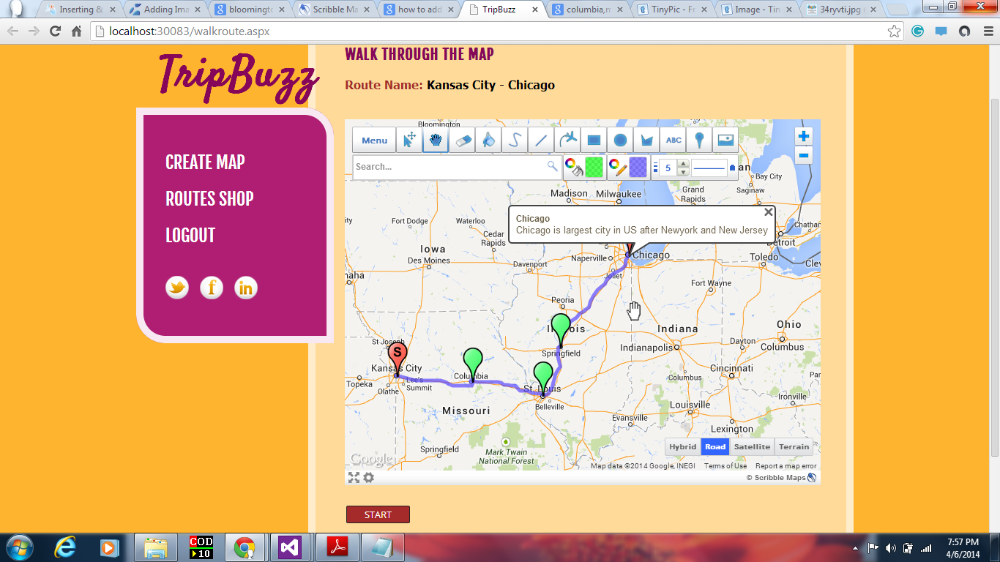 Inserting &
Adding Ima
bloomingto
Scribble Ma
how to add
TripBuzz
columbia,m
TinyPic - Fr
Image - Tin
34ryvti.jpg
localhost:30083/walkroute.aspx
TripBuzz
CREATE MAP
ROUTES SHOP
LOGOUT
WALK THROUGH THE MAP
Route Name: Kansas City - Chicago
Bloomington
Menu
ABC
Search...
5
an
Bay City
Saginaw
Madison
Milwaukee
Grand Rapids
Chicago
Chicago is largest city in US after Newyork and New Jersey
Fort Dodge
Waterloo
Cedar Rapids
Iowa
Des Moines
Davenport
Naperville
Chicago
Joliet
Detroit
Chathan
Toledo
Clev
Fort Wayne
aha
Peoria
Illinois
Indiana
Ohio
Springfield
Indianapolis
Dayton
Columbus
St Joseph
S
Kansas City
Topeka
Olathe
Lee's Summit
Columbia
St. Louis
Belleville
Missouri
Cincinnati
Columbus
Par
Ironville
Louisville
Evansville
Lexington
Springfield
Mark Twain
National Forest
Hybrid
Road
Satellite
Terrain
Google
Map data ©2014 Google, INEGI
Terms of Use
Report a map error
© Scribble Maps
START
COD
10
7:57 PM
4/6/2014